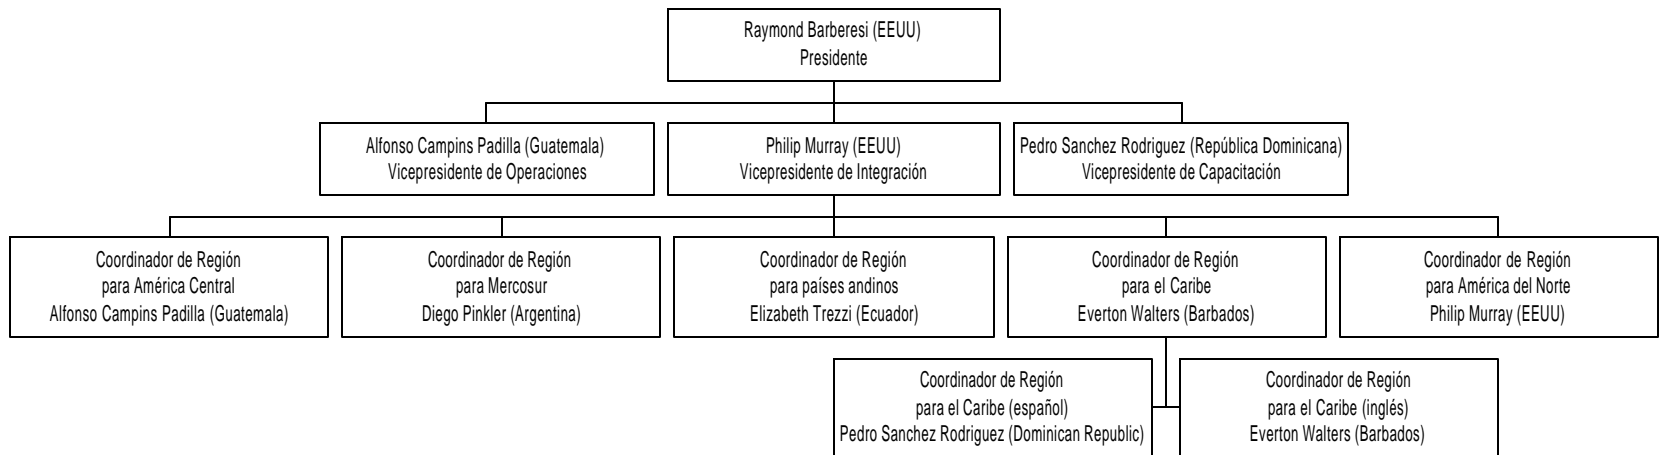 Raymond Barberesi (EEUU)
Presidente
Alfonso Campins Padilla (Guatemala)
Vicepresidente de Operaciones
Philip Murray (EEUU)
Vicepresidente de Integración
Pedro Sanchez Rodriguez (República Dominicana)
Vicepresidente de Capacitación
Coordinador de Región
para América Central
Alfonso Campins Padilla (Guatemala)
Coordinador de Región
para Mercosur
Diego Pinkler (Argentina)
Coordinador de Región
para países andinos
Elizabeth Trezzi (Ecuador)
Coordinador de Región
para el Caribe
Everton Walters (Barbados)
Coordinador de Región
para América del Norte
Philip Murray (EEUU)
Coordinador de Región
para el Caribe (español)
Pedro Sanchez Rodriguez (Dominican Republic)
Coordinador de Región
para el Caribe (inglés)
Everton Walters (Barbados)